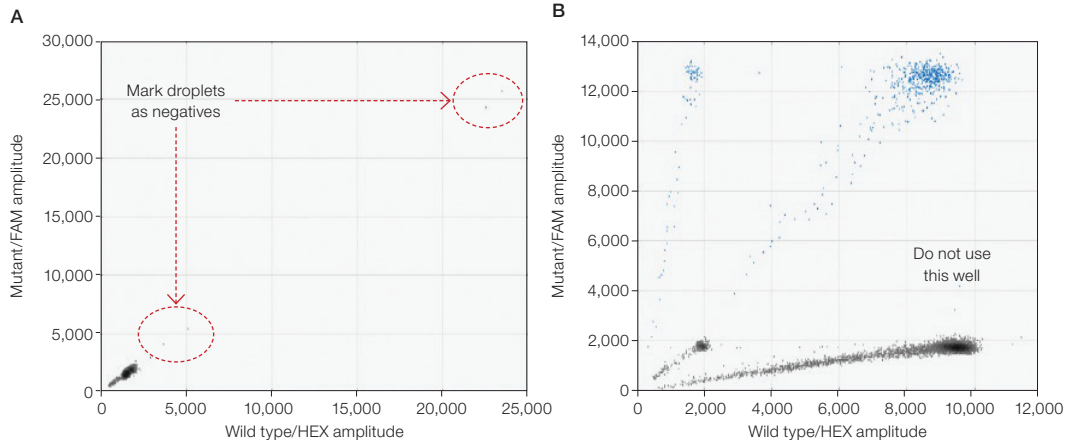 A
30,000
25,000
20,000
15,000
10,000
5,000
0
Mutant/FAM amplitude
Mark droplets
as negatives
0
5,000
10,000
15,000
20,000
25,000
Wild type/HEX amplitude
B
14,000
12,000
10,000
8,000
6,000
4,000
2,000
0
Mutant/FAM amplitude
Do not use
this well
0
2,000
4,000
6,000
8,000
10,000
12,000
Wild type/HEX amplitude